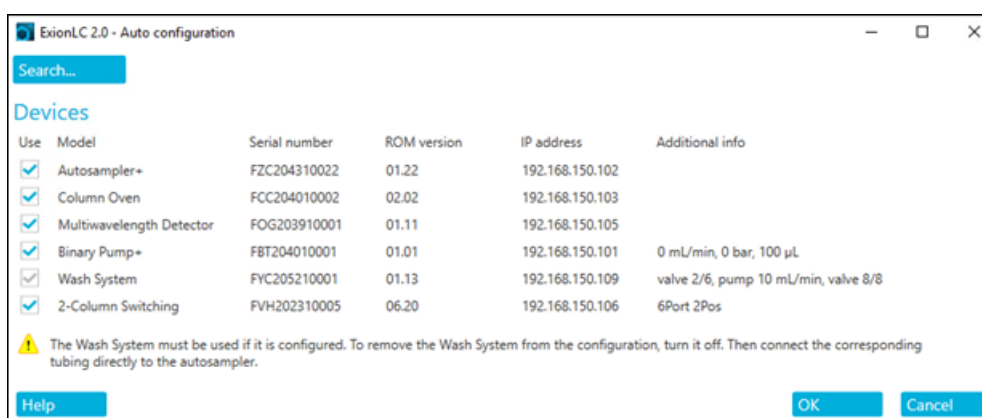 ExionLC 2.0 - Auto configuration
Search...
Devices
Use Model Serial number ROM version IP address Additional info
Autosampler+ FZC204310022 01.22 192.168.150.102
Column Oven FCC204010002 02.02 192.168.150.103
Multiwavelength Detector FOG203910001 01.11 192.168.150.105
Binary Pump+ FBT204010001 01.01 192.168.150.101 0 mL/min, 0 bar, 100 µL
Wash System FYC205210001 01.13 192.168.150.109 valve 2/6, pump 10 mL/min, valve 8/8
2-Column Switching FVH202310005 06.20 192.168.150.106 6Port 2Pos
The Wash System must be used if it is configured. To remove the Wash System from the configuration, turn it off. Then connect the corresponding
tubing directly to the autosampler.
Help OK Cancel